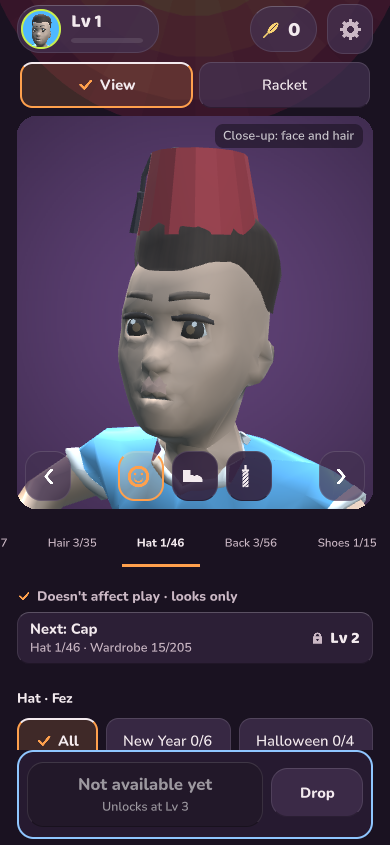 Lv 1
0
View
Racket
Close-up: face and hair
7
Hair 3/35
Hat 1/46
Back 3/56
Shoes 1/15
Doesn't affect play · looks only
Next: Cap
Hat 1/46 · Wardrobe 15/205
Lv 2
Hat · Fez
All
New Year 0/6
Halloween 0/4
Not available yet
Unlocks at Lv 3
Drop